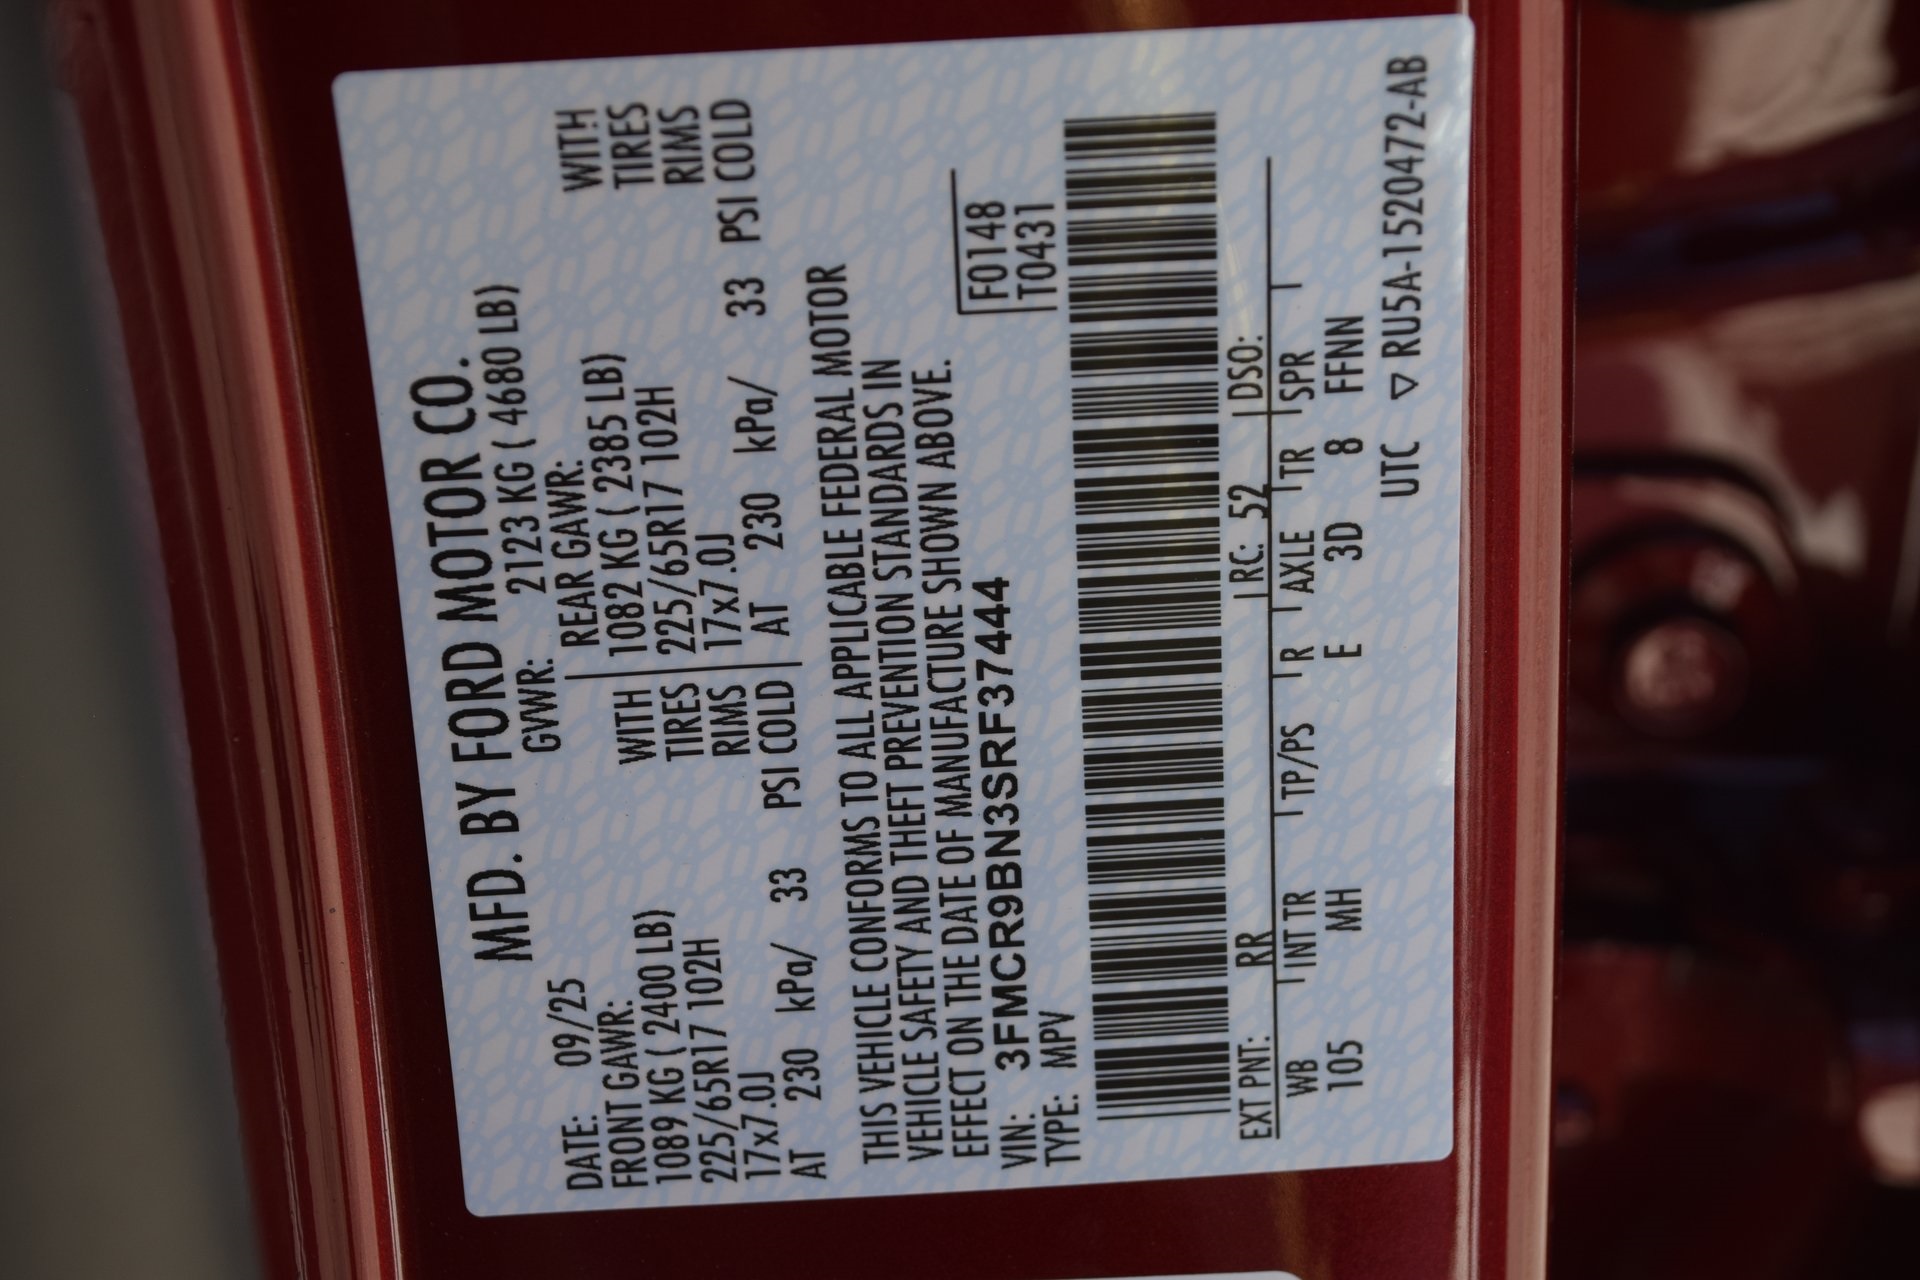 MFD. BY FORD MOTOR CO.
DATE: 09/25 GVWR: 2123 KG ( 4680 LB)
FRONT GAWR: REAR GAWR:
1089 KG ( 2400 LB) WITH 1082 KG ( 2385 LB) WITH
225/65R17 102H TIRES 225/65R17 102H TIRES
17x7.0J RIMS 17x7.0J RIMS
AT 230 kPa/ 33 PSI COLD AT 230 kPa/ 33 PSI COLD
THIS VEHICLE CONFORMS TO ALL APPLICABLE FEDERAL MOTOR
VEHICLE SAFETY AND THEFT PREVENTION STANDARDS IN
EFFECT ON THE DATE OF MANUFACTURE SHOWN ABOVE.
VIN: 3FMCR9BN3SRF37444 F0148
TYPE: MPV T0431
EXT PNT: RR RC: 52 DSO:
WB INT TR TP/PS R AXLE TR SPR
105 MH E 3D 8 FFNN
UTC ▽ RU5A-1520472-AB